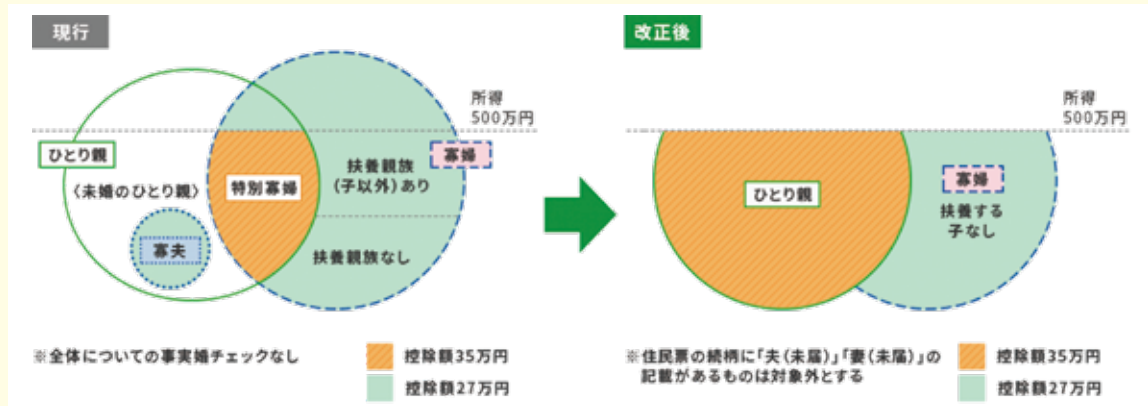 現行
所得
500万円
ひとり親
〈未婚のひとり親〉
特別寡婦
扶養親族
(子以外)あり
寡婦
寡夫
扶養親族なし
※全体についての事実婚チェックなし
控除額35万円
控除額27万円
改正後
所得
500万円
ひとり親
寡婦
扶養する
子なし
※住民票の続柄に「夫(未届)」「妻(未届)」の
記載があるものは対象外とする
控除額35万円
控除額27万円